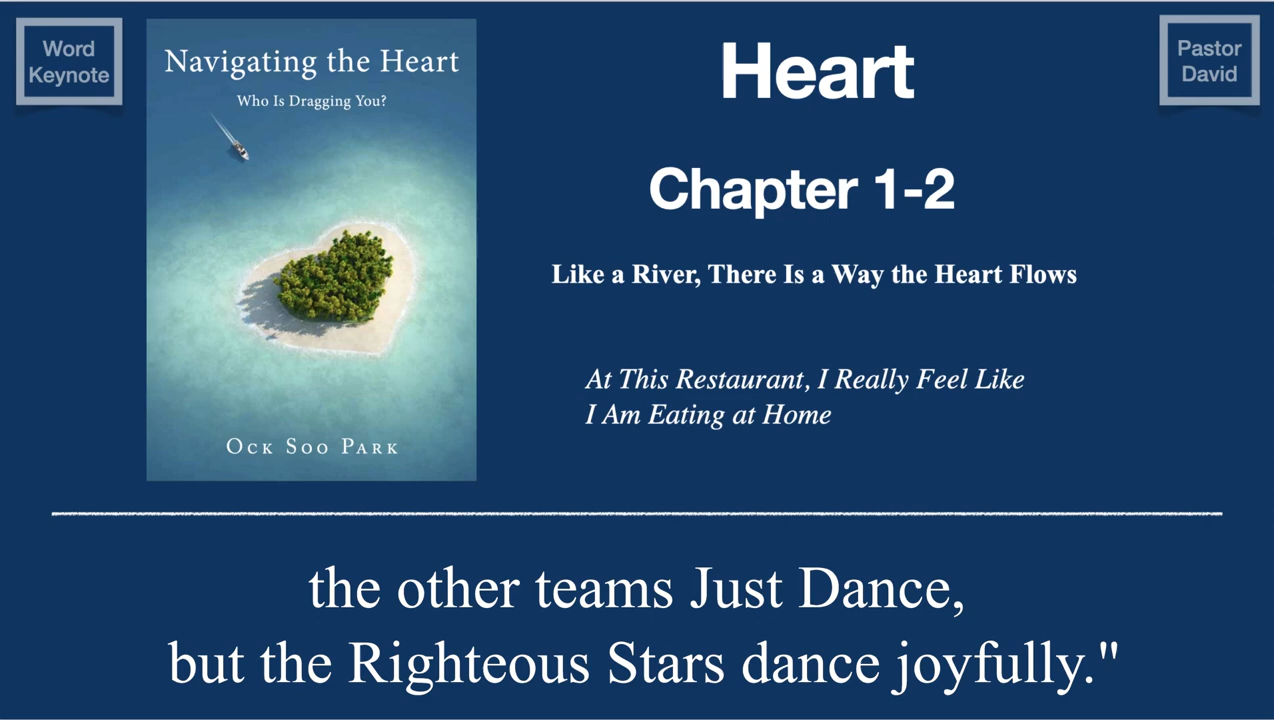 Word
Keynote
Navigating the Heart
Who Is Dragging You?
Ock Soo Park
Heart
Chapter 1-2
Like a River, There Is a Way the Heart Flows
At This Restaurant, I Really Feel Like
I Am Eating at Home
Pastor
David
the other teams Just Dance,
but the Righteous Stars dance joyfully."